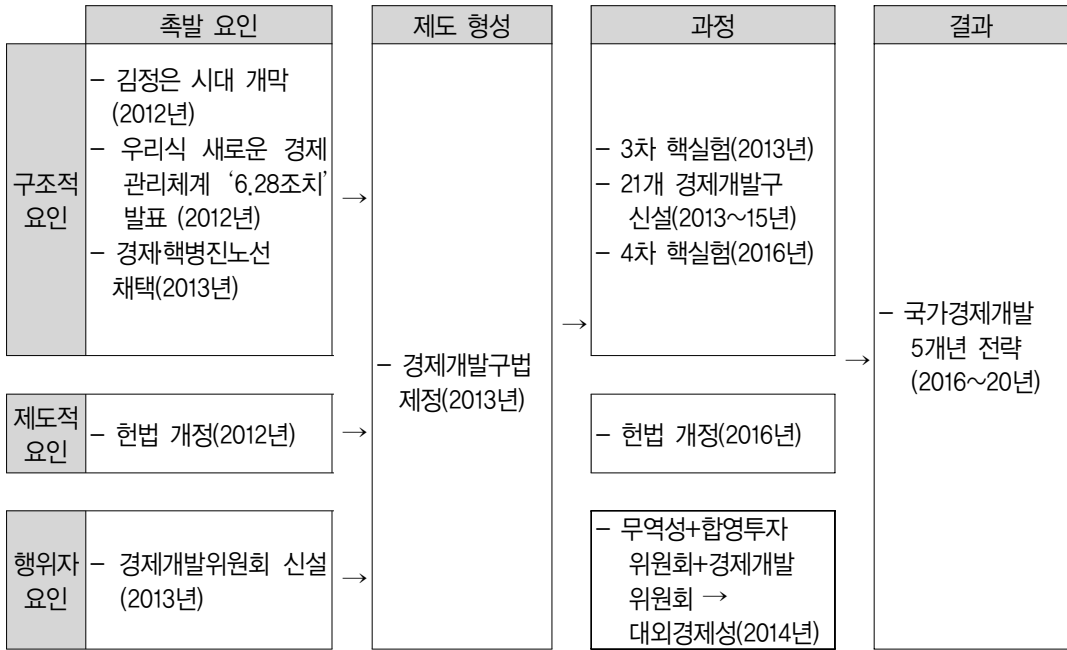 촉발 요인
제도 형성
과정
결과
구조적
요인
– 김정은 시대 개막
(2012년)
– 우리식 새로운 경제
관리체계 ‘6.28조치’
발표 (2012년)
– 경제·핵병진노선
채택(2013년)
→
– 3차 핵실험(2013년)
– 21개 경제개발구
신설(2013~15년)
– 4차 핵실험(2016년)
제도적
요인
– 헌법 개정(2012년)
→
– 경제개발구법
제정(2013년)
→
– 헌법 개정(2016년)
→
– 국가경제개발
5개년 전략
(2016~20년)
행위자
요인
– 경제개발위원회 신설
(2013년)
→
– 무역성+합영투자
위원회+경제개발
위원회 →
대외경제성(2014년)